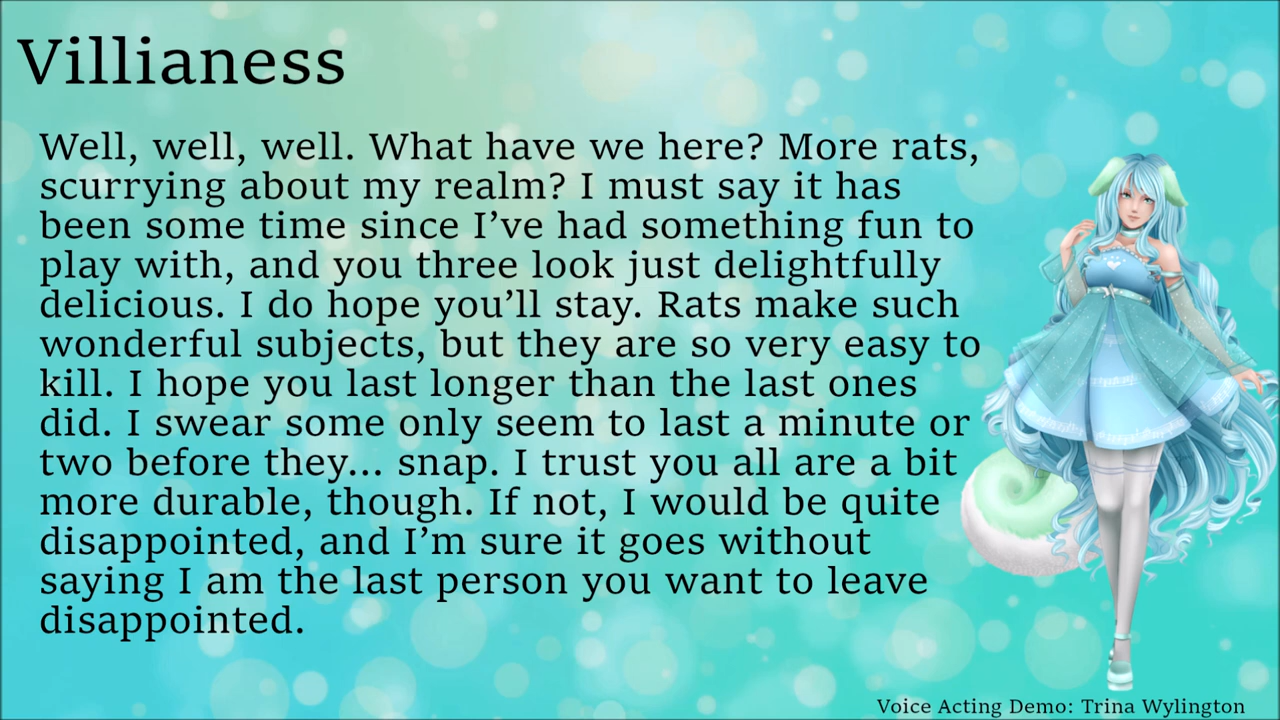 Villianess
Well, well, well. What have we here? More rats,
scurrying about my realm? I must say it has
been some time since I’ve had something fun to
play with, and you three look just delightfully
delicious. I do hope you’ll stay. Rats make such
wonderful subjects, but they are so very easy to
kill. I hope you last longer than the last ones
did. I swear some only seem to last a minute or
two before they... snap. I trust you all are a bit
more durable, though. If not, I would be quite
disappointed, and I’m sure it goes without
saying I am the last person you want to leave
disappointed.
Voice Acting Demo: Trina Wylington